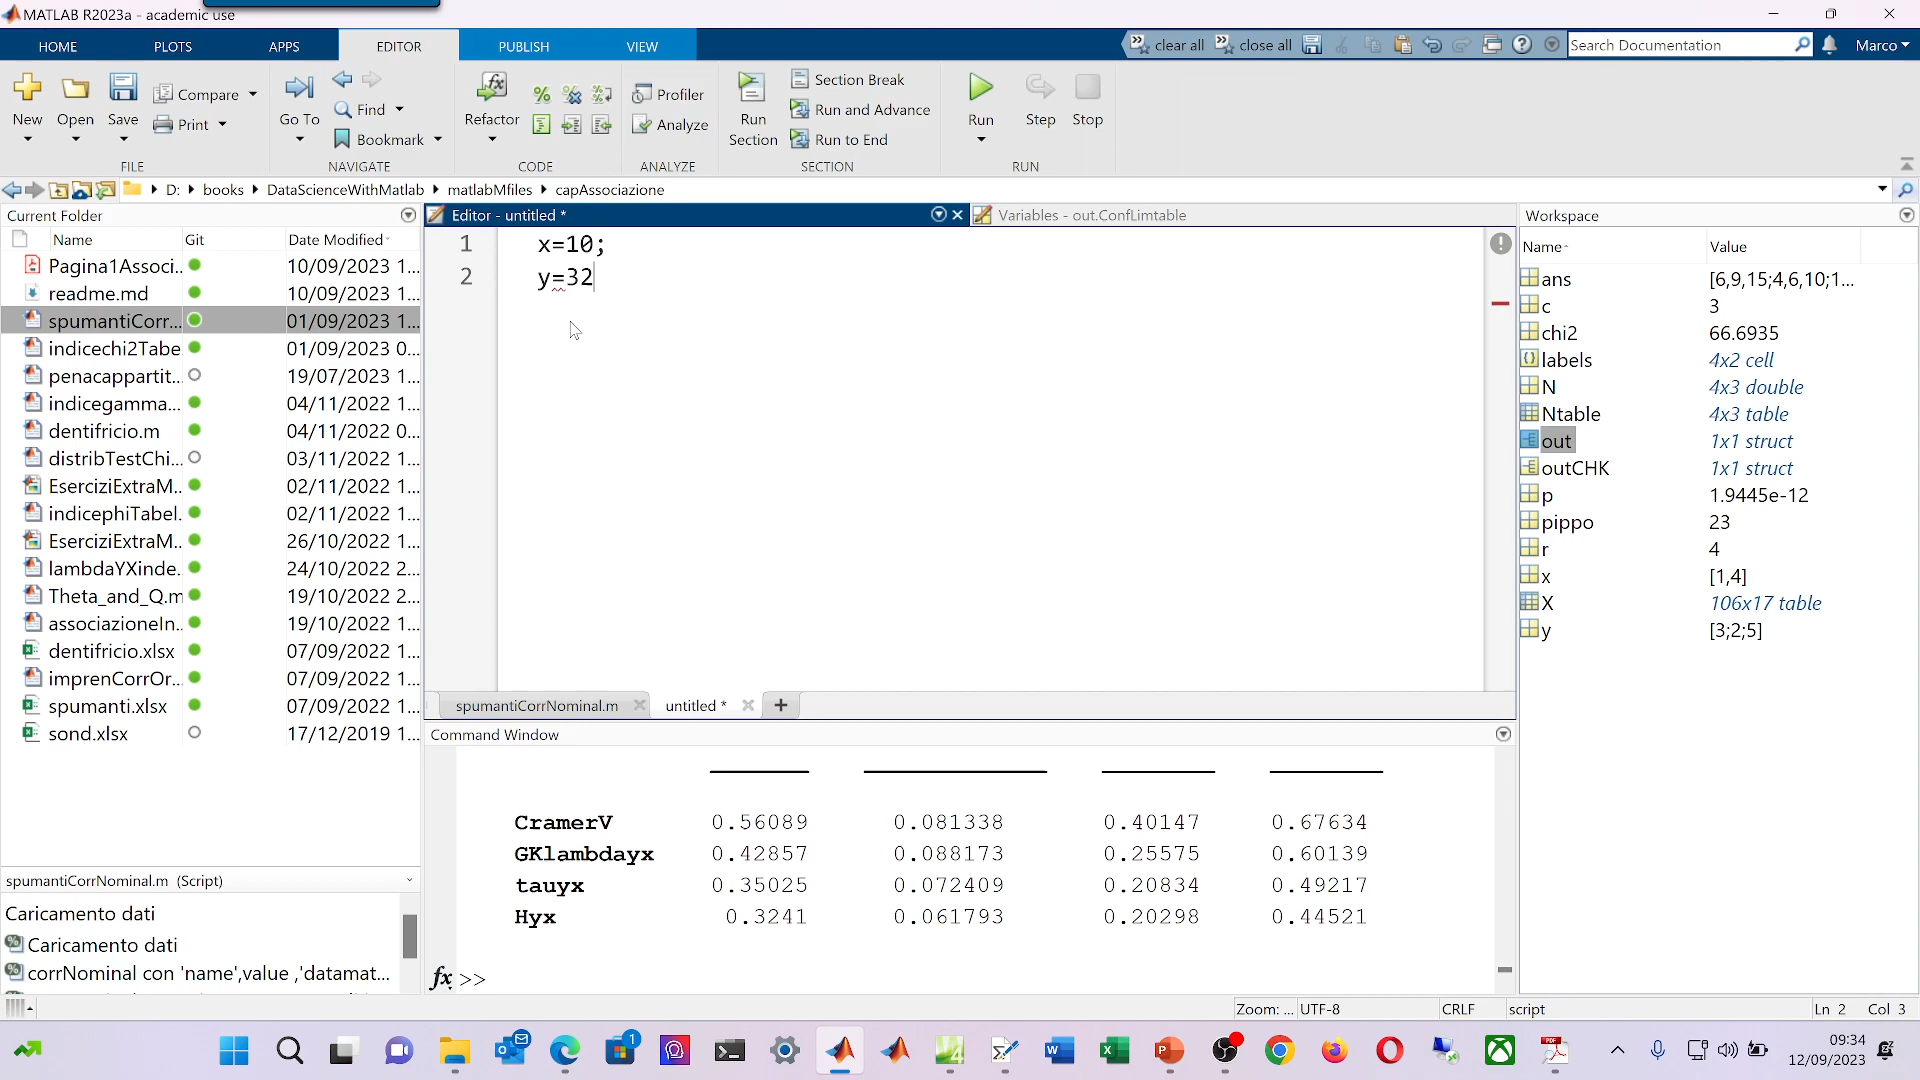 MATLAB R2023a - academic use
HOME
PLOTS
APPS
EDITOR
PUBLISH
VIEW
clear all
close all
Search Documentation
Marco
New
Open
Save
Compare
Print
FILE
Go To
Find
Bookmark
NAVIGATE
Refactor
CODE
Profiler
Analyze
ANALYZE
Run Section
Section Break
Run and Advance
Run to End
SECTION
Run
Step
Stop
RUN
D: books DataScienceWithMatlab matlabMfiles capAssociazione
Current Folder
Name Git Date Modified
Pagina1Associ... 10/09/2023 1...
readme.md 10/09/2023 1...
spumantiCorr... 01/09/2023 1...
indicechi2Tabe 01/09/2023 0...
penacappartit... 19/07/2023 1...
indicegamma... 04/11/2022 1...
dentifricio.m 04/11/2022 0...
distribTestChi... 03/11/2022 1...
EserciziExtraM... 02/11/2022 1...
indicephiTabel. 02/11/2022 1...
EserciziExtraM... 26/10/2022 1...
lambdaYXinde... 24/10/2022 2...
Theta_and_Q.m 19/10/2022 2...
associazioneIn... 19/10/2022 1...
dentifricio.xlsx 07/09/2022 1...
imprenCorrOr... 07/09/2022 1...
spumanti.xlsx 07/09/2022 1...
sond.xlsx 17/12/2019 1...
spumantiCorrNominal.m (Script)
Caricamento dati
Caricamento dati
corrNominal con 'name',value ,'datamat...
Editor - untitled *
Variables - out.ConfLimtable
1 x=10;
2 y=32
spumantiCorrNominal.m
untitled *
Command Window
CramerV 0.56089 0.081338 0.40147 0.67634
GKlambdayx 0.42857 0.088173 0.25575 0.60139
tauyx 0.35025 0.072409 0.20834 0.49217
Hyx 0.3241 0.061793 0.20298 0.44521
fx >>
Workspace
Name Value
ans [6,9,15;4,6,10;1...
c 3
chi2 66.6935
labels 4x2 cell
N 4x3 double
Ntable 4x3 table
out 1x1 struct
outCHK 1x1 struct
p 1.9445e-12
pippo 23
r 4
x [1,4]
X 106x17 table
y [3;2;5]
Zoom: ... UTF-8 CRLF script Ln 2 Col 3
09:34
12/09/2023